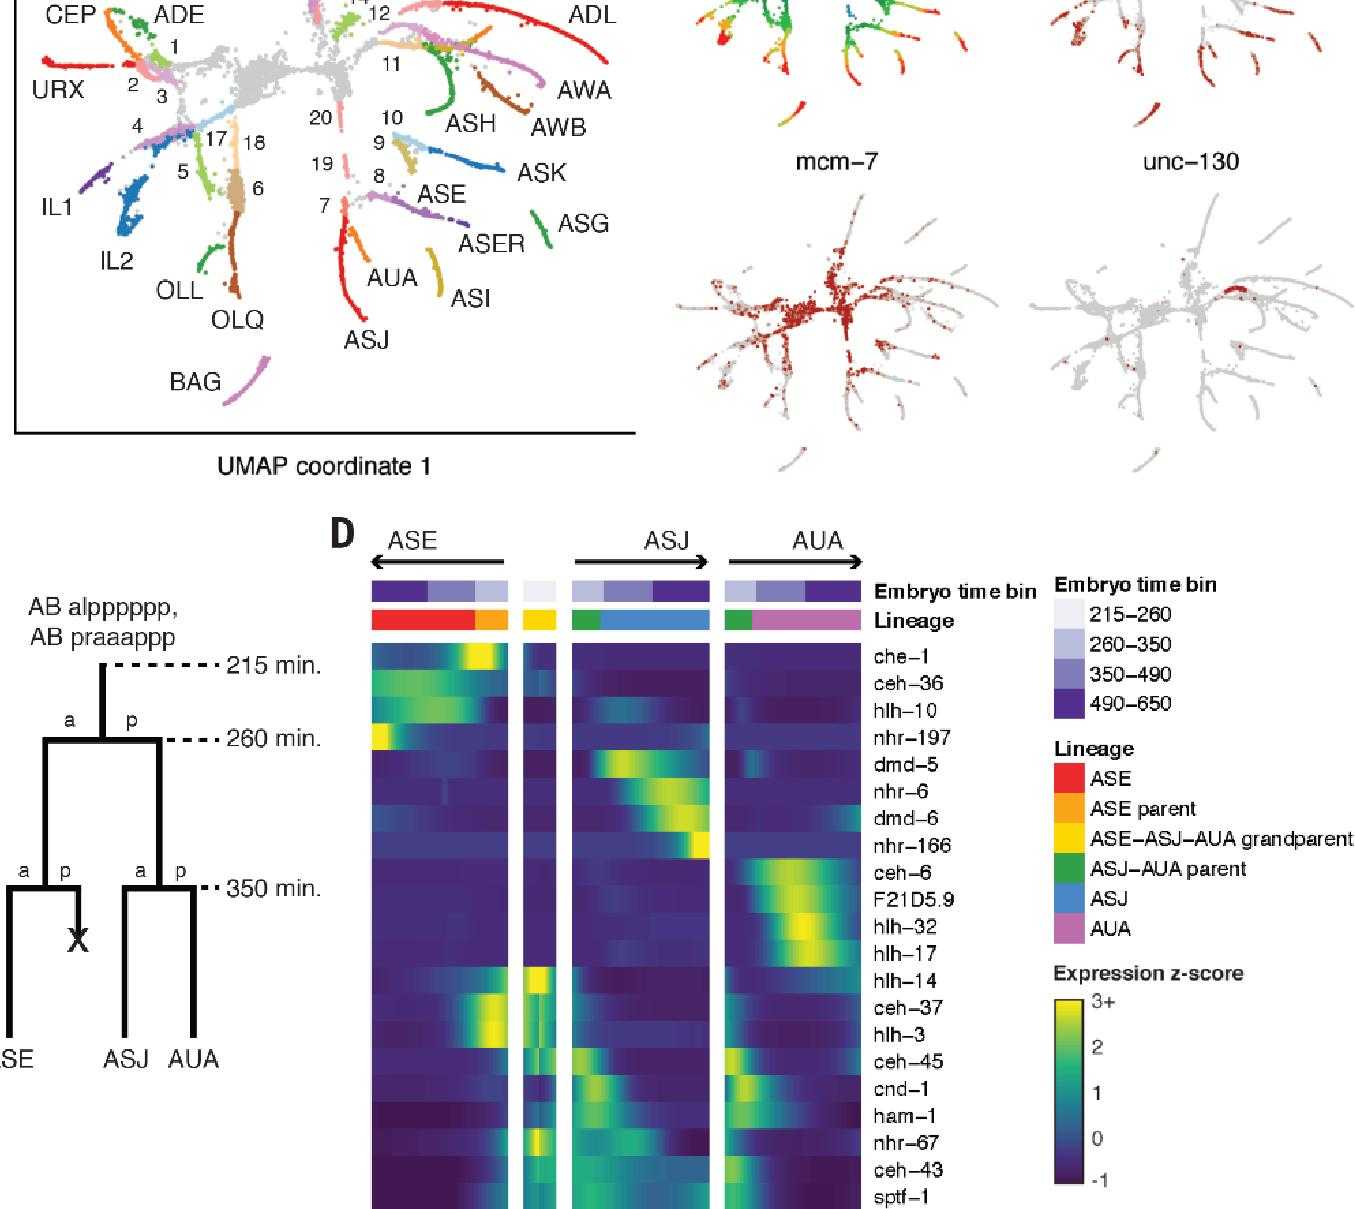 CEP
ADE
12
ADL
1
URX
2
3
11
AWA
4
17
18
20
10
ASH
AWB
9
5
19
8
ASK
IL1
6
7
ASE
ASG
IL2
ASER
OLL
AUA
ASI
OLQ
ASJ
BAG
UMAP coordinate 1
mcm–7
unc–130
AB alpppppp,
AB praaappp
215 min.
a p
260 min.
a p a p
350 min.
X
SE ASJ AUA
D
ASE ASJ AUA
Embryo time bin
Lineage
che–1
ceh–36
hlh–10
nhr–197
dmd–5
nhr–6
dmd–6
nhr–166
ceh–6
F21D5.9
hlh–32
hlh–17
hlh–14
ceh–37
hlh–3
ceh–45
cnd–1
ham–1
nhr–67
ceh–43
sptf–1
Embryo time bin
215–260
260–350
350–490
490–650
Lineage
ASE
ASE parent
ASE–ASJ–AUA grandparent
ASJ–AUA parent
ASJ
AUA
Expression z-score
3+
2
1
0
-1